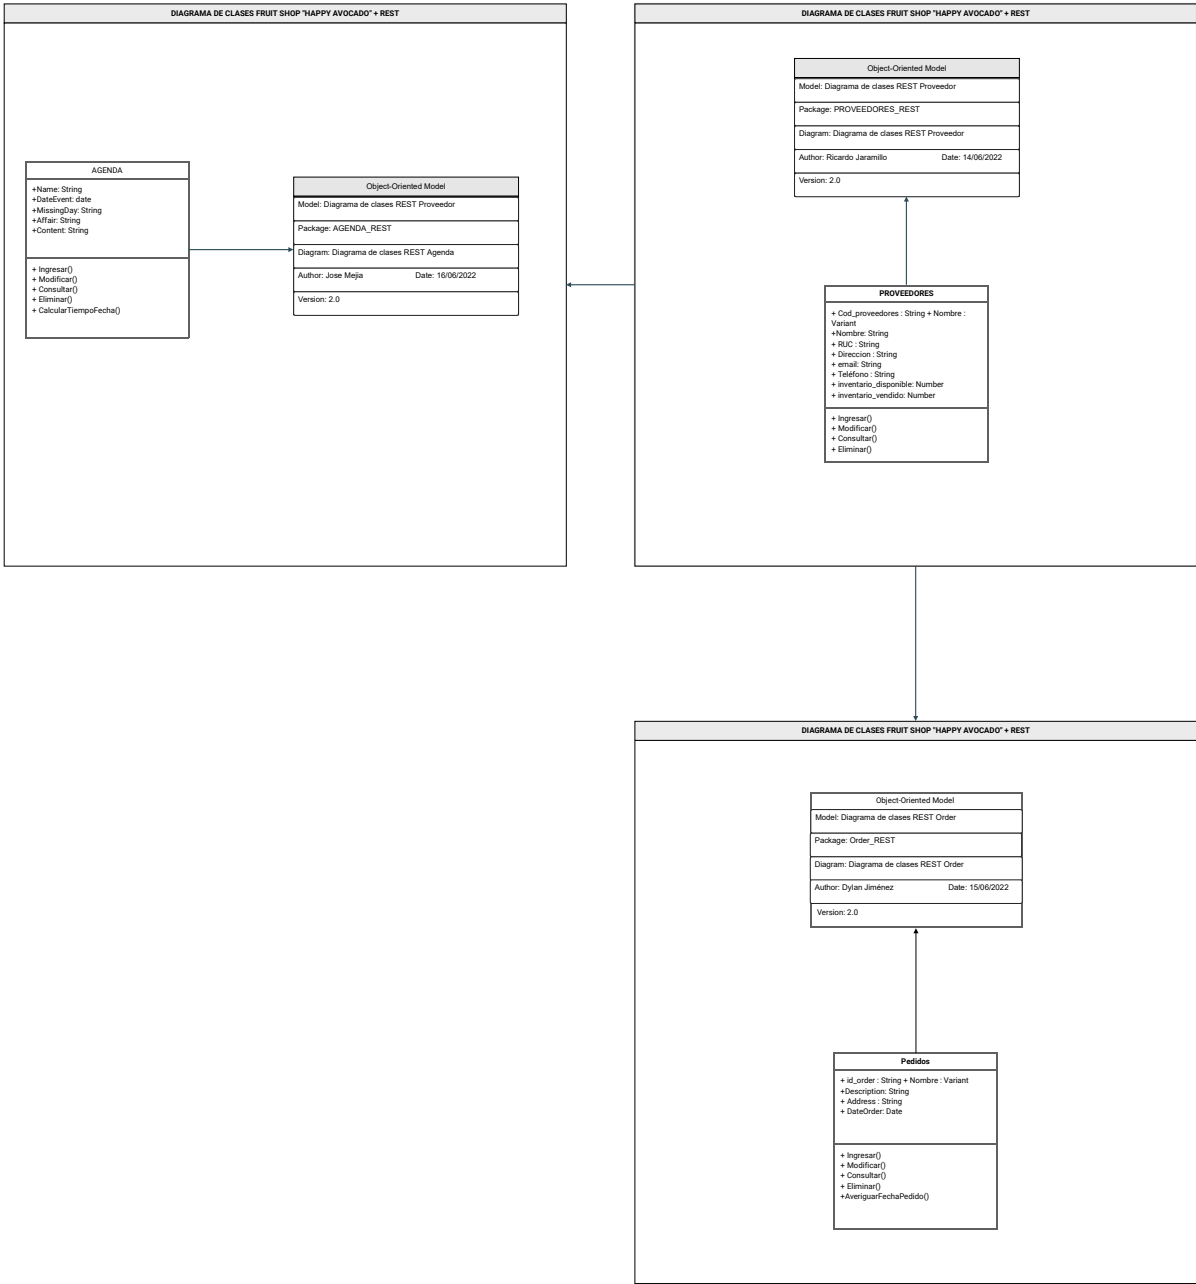 DIAGRAMA DE CLASES FRUIT SHOP "HAPPY AVOCADO" + REST
AGENDA
+Name: String
+DateEvent: date
+MissingDay: String
+Affair: String
+Content: String
+ Ingresar()
+ Modificar()
+ Consultar()
+ Eliminar()
+ CalcularTiempoFecha()
Object-Oriented Model
Model: Diagrama de clases REST Proveedor
Package: AGENDA_REST
Diagram: Diagrama de clases REST Agenda
Author: Jose Mejia Date: 16/06/2022
Version: 2.0
DIAGRAMA DE CLASES FRUIT SHOP "HAPPY AVOCADO" + REST
Object-Oriented Model
Model: Diagrama de clases REST Proveedor
Package: PROVEEDORES_REST
Diagram: Diagrama de clases REST Proveedor
Author: Ricardo Jaramillo Date: 14/06/2022
Version: 2.0
PROVEEDORES
+ Cod_proveedores : String + Nombre :
Variant
+Nombre: String
+ RUC : String
+ Direccion : String
+ email: String
+ Teléfono : String
+ inventario_disponible: Number
+ inventario_vendido: Number
+ Ingresar()
+ Modificar()
+ Consultar()
+ Eliminar()
DIAGRAMA DE CLASES FRUIT SHOP "HAPPY AVOCADO" + REST
Object-Oriented Model
Model: Diagrama de clases REST Order
Package: Order_REST
Diagram: Diagrama de clases REST Order
Author: Dylan Jiménez Date: 15/06/2022
Version: 2.0
Pedidos
+ id_order : String + Nombre : Variant
+Description: String
+ Address : String
+ DateOrder: Date
+ Ingresar()
+ Modificar()
+ Consultar()
+ Eliminar()
+AveriguarFechaPedido()